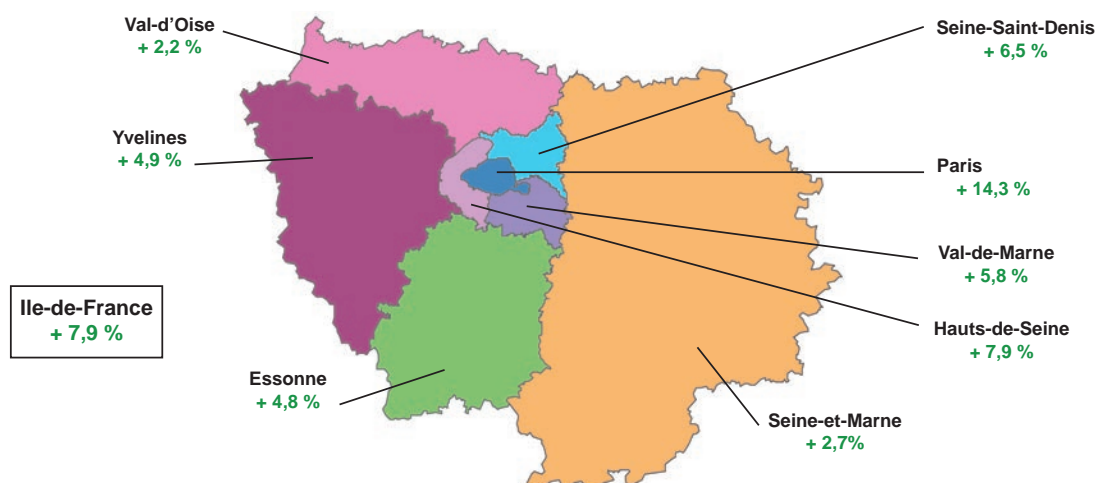 Val-d’Oise
+ 2,2 %
Seine-Saint-Denis
+ 6,5 %
Yvelines
+ 4,9 %
Paris
+ 14,3 %
Val-de-Marne
+ 5,8 %
Ile-de-France
+ 7,9 %
Hauts-de-Seine
+ 7,9 %
Essonne
+ 4,8 %
Seine-et-Marne
+ 2,7%